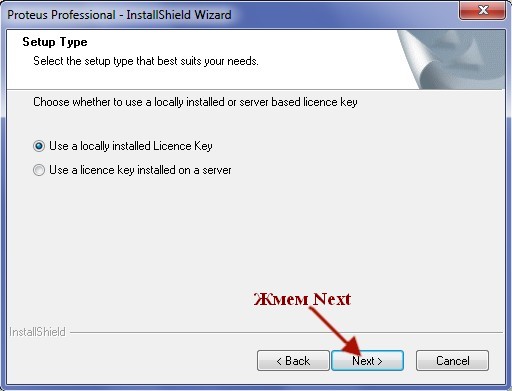 Proteus Professional - InstallShield Wizard
Setup Type
Select the setup type that best suits your needs.
Choose whether to use a locally installed or server based licence key
Use a locally installed Licence Key
Use a licence key installed on a server
Жмем Next
InstallShield
< Back
Next >
Cancel